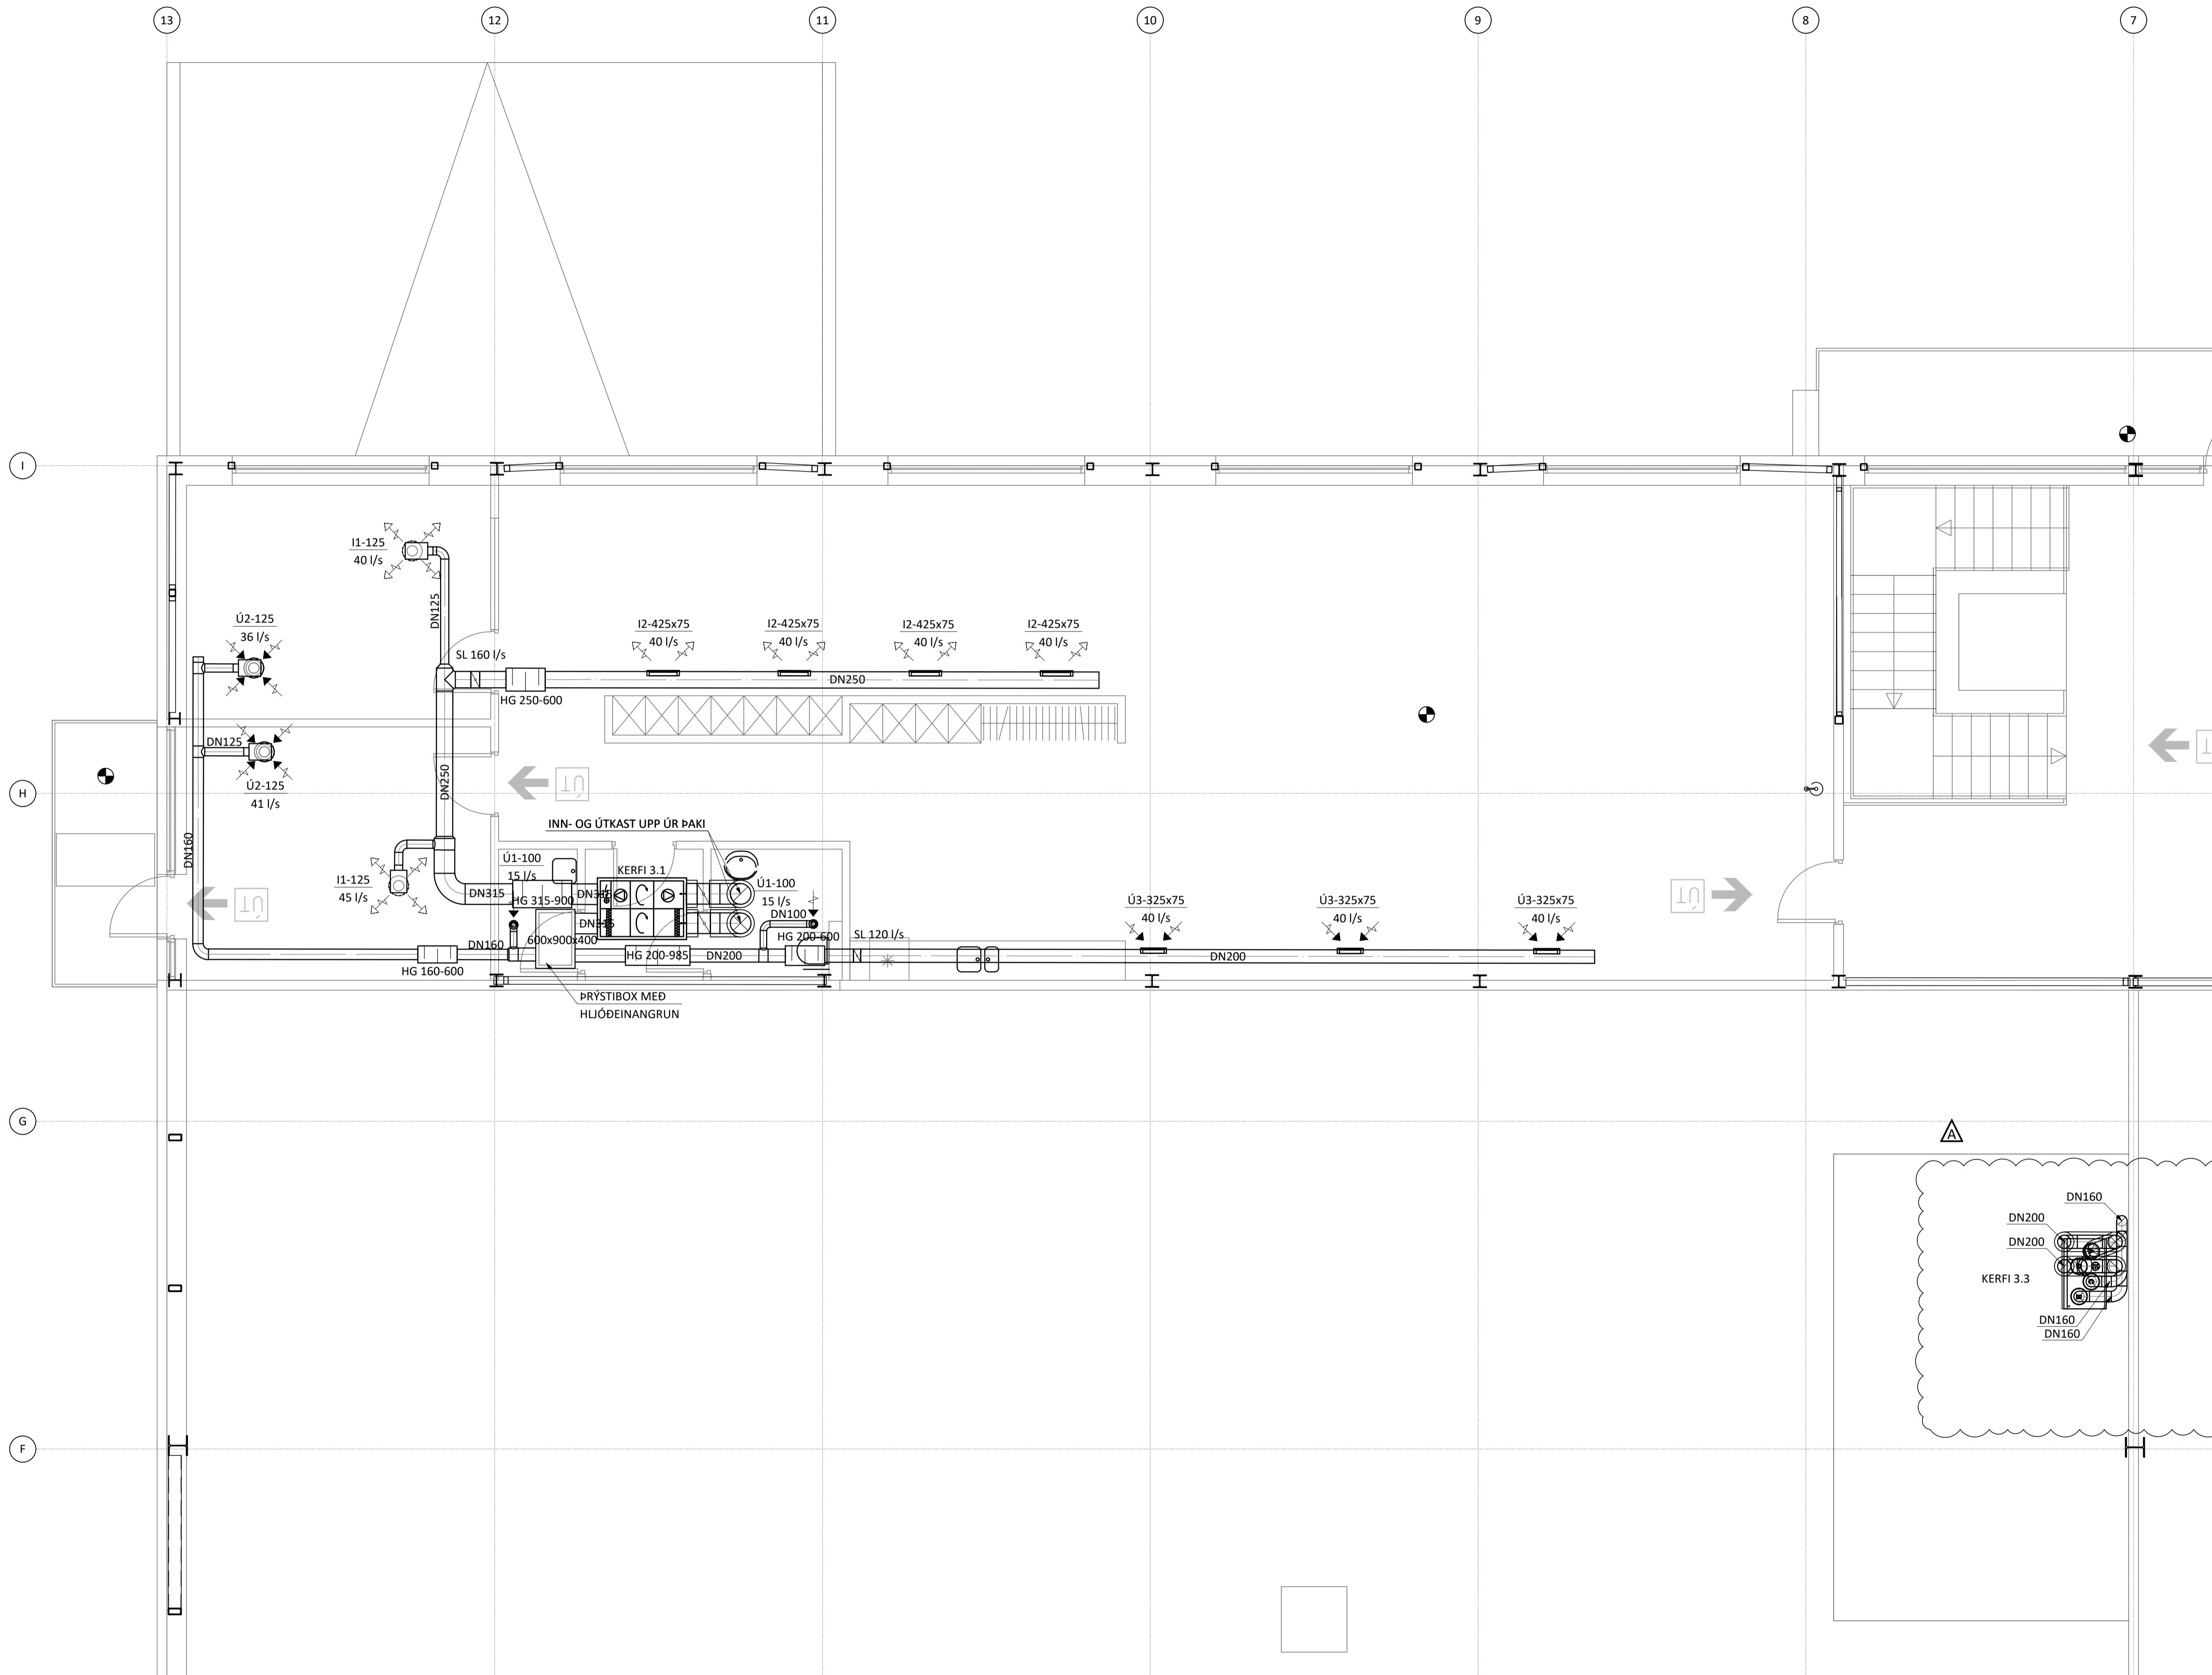 13
12
11
10
9
8
7
I
H
G
F
I1-125
40 l/s
DN125
Ú2-125
36 l/s
SL 160 l/s
I2-425x75
40 l/s
I2-425x75
40 l/s
I2-425x75
40 l/s
I2-425x75
40 l/s
DN250
HG 250-600
DN125
Ú2-125
41 l/s
DN160
DN250
ÚT
ÚT
ÚT
ÚT
INN- OG ÚTKAST UPP ÚR ÞAKI
Ú1-100
15 l/s
KERFI 3.1
I1-125
45 l/s
DN315
HG 315-900
DN315
DN315
Ú1-100
15 l/s
DN100
HG 200-600
SL 120 l/s
DN160
600x900x400
HG 200-985
DN200
HG 160-600
Ú3-325x75
40 l/s
Ú3-325x75
40 l/s
Ú3-325x75
40 l/s
DN200
ÞRÝSTIBOX MEÐ
HLJÓÐEINANGRUN
A
DN160
DN200
DN200
KERFI 3.3
DN160
DN160